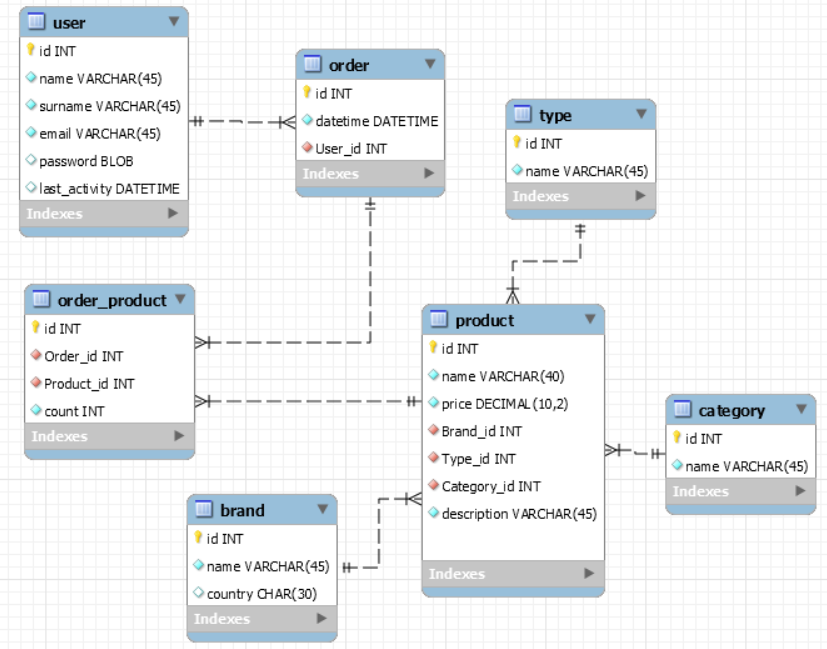 user
id INT
name VARCHAR(45)
surname VARCHAR(45)
email VARCHAR(45)
password BLOB
last_activity DATETIME
Indexes
order
id INT
datetime DATETIME
User_id INT
Indexes
type
id INT
name VARCHAR(45)
Indexes
order_product
id INT
Order_id INT
Product_id INT
count INT
Indexes
product
id INT
name VARCHAR(40)
price DECIMAL(10,2)
Brand_id INT
Type_id INT
Category_id INT
description VARCHAR(45)
Indexes
category
id INT
name VARCHAR(45)
Indexes
brand
id INT
name VARCHAR(45)
country CHAR(30)
Indexes